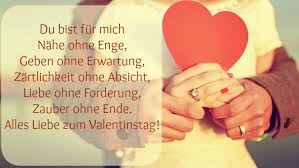 Du bist für mich
Nähe ohne Enge,
Geben ohne Erwartung,
Zärtlichkeit ohne Absicht,
Liebe ohne Forderung,
Zauber ohne Ende.
Alles Liebe zum Valentinstag!